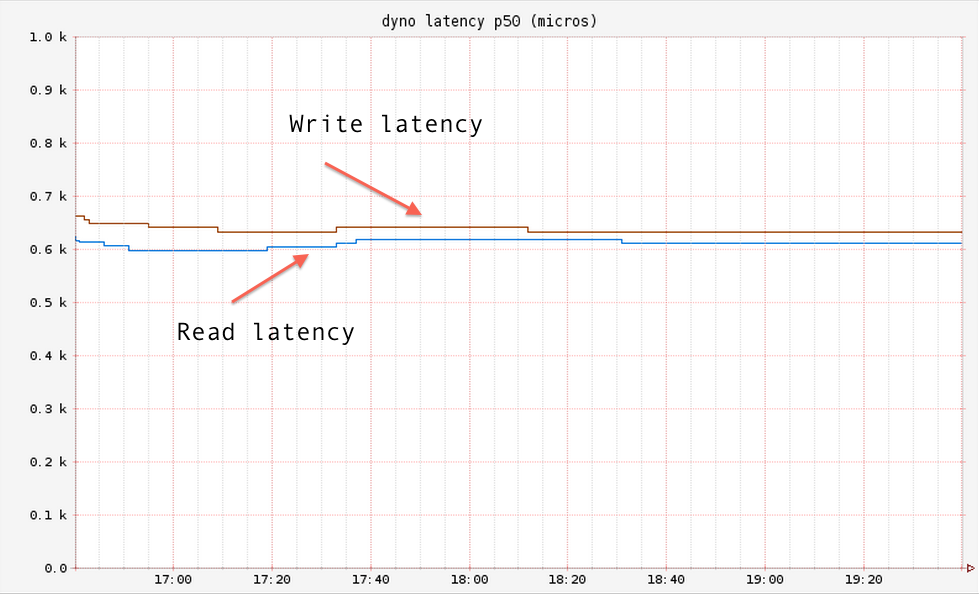 dyno latency p50 (micros)
1.0 k
0.9 k
0.8 k
0.7 k
0.6 k
0.5 k
0.4 k
0.3 k
0.2 k
0.1 k
0.0
Write latency
Read latency
17:00 17:20 17:40 18:00 18:20 18:40 19:00 19:20